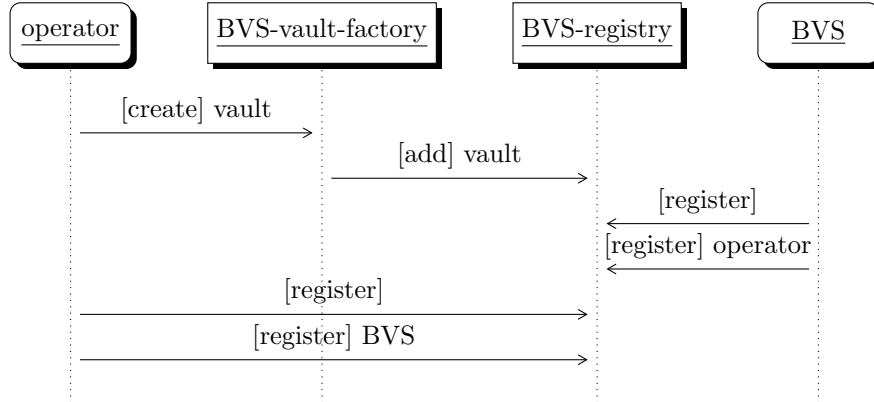 operator
BVS-vault-factory
BVS-registry
BVS
[create] vault
[add] vault
[register]
[register] operator
[register]
[register] BVS